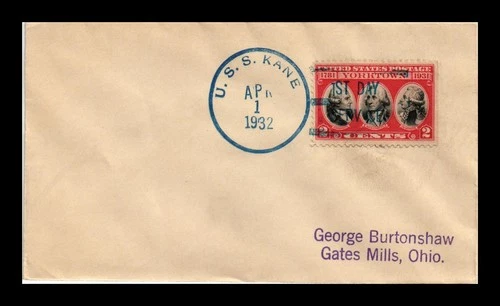 U. S. S. KANE
APR
1
1932
UNITED STATES POSTAGE
1781 YORKTOWN 1931
1ST DAY
2 CENTS 2
George Burtonshaw
Gates Mills, Ohio.